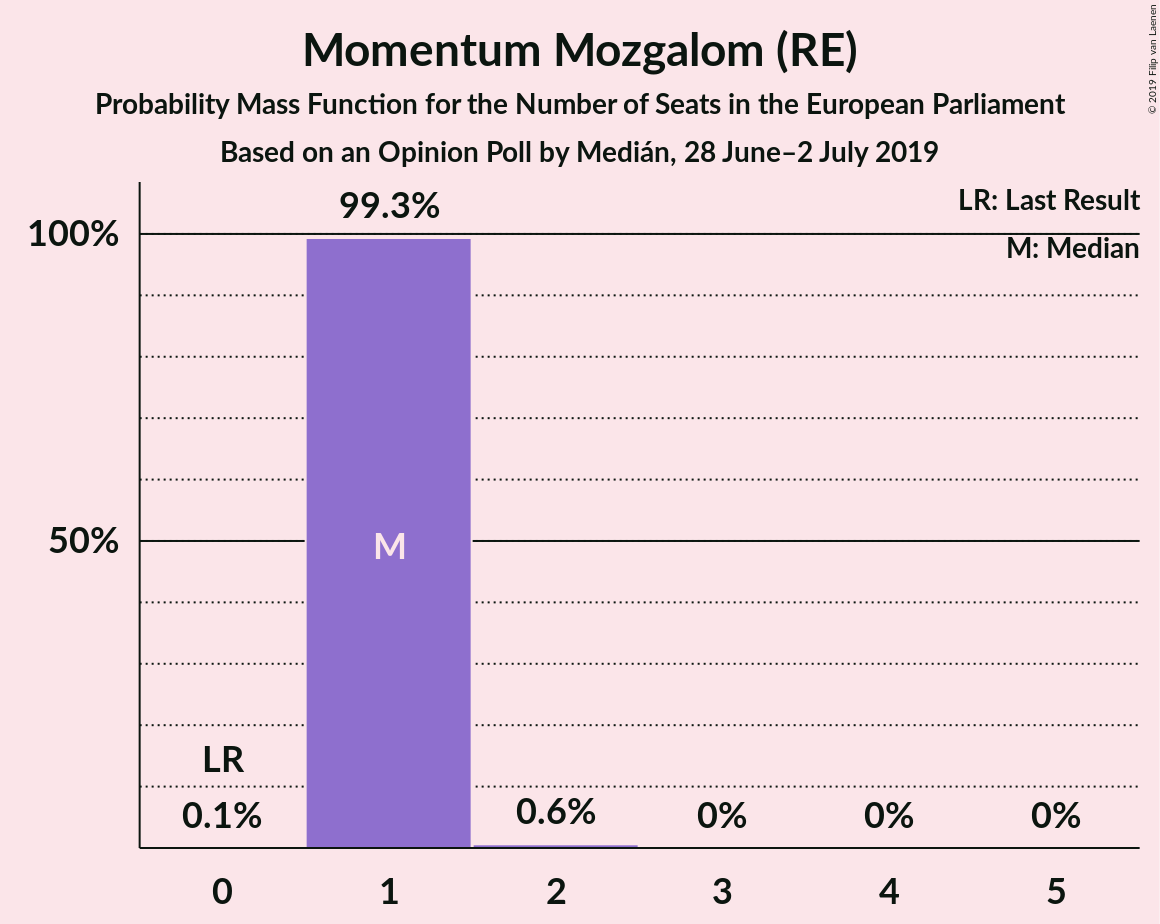 Momentum Mozgalom (RE)
Probability Mass Function for the Number of Seats in the European Parliament
Based on an Opinion Poll by Medián, 28 June–2 July 2019
© 2019 Filip van Laenen
LR: Last Result
M: Median
99.3%
100%
50%
M
LR
0.1%
0.6%
0%
0%
0%
0 1 2 3 4 5